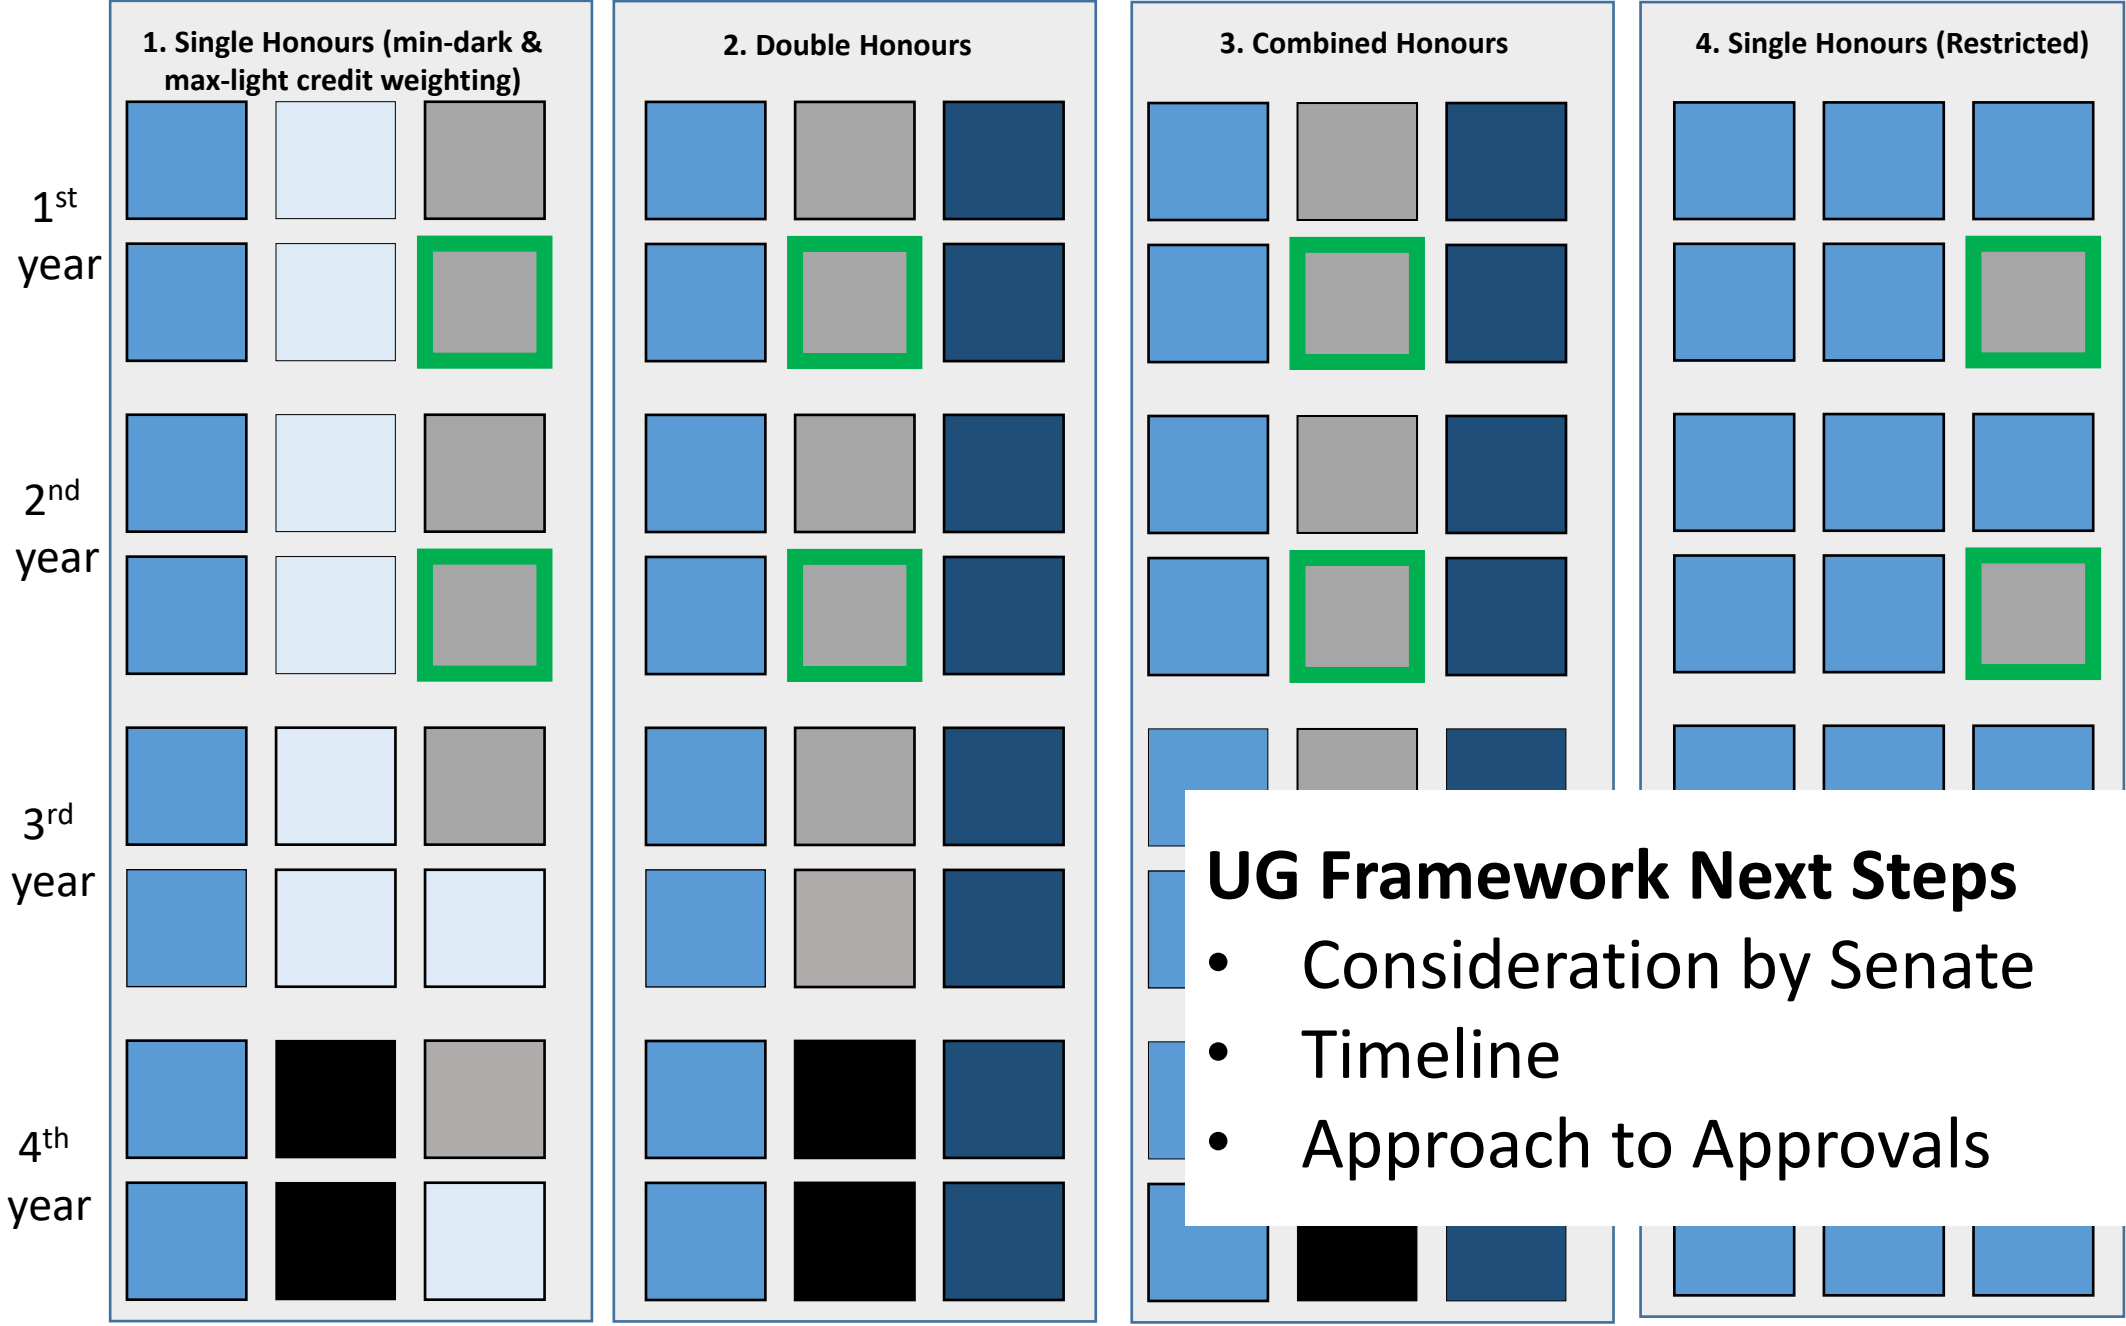 1. Single Honours (min-dark &
max-light credit weighting)
2. Double Honours
3. Combined Honours
4. Single Honours (Restricted)
1st
year
2nd
year
3rd
year
4th
year
UG Framework Next Steps
• Consideration by Senate
• Timeline
• Approach to Approvals